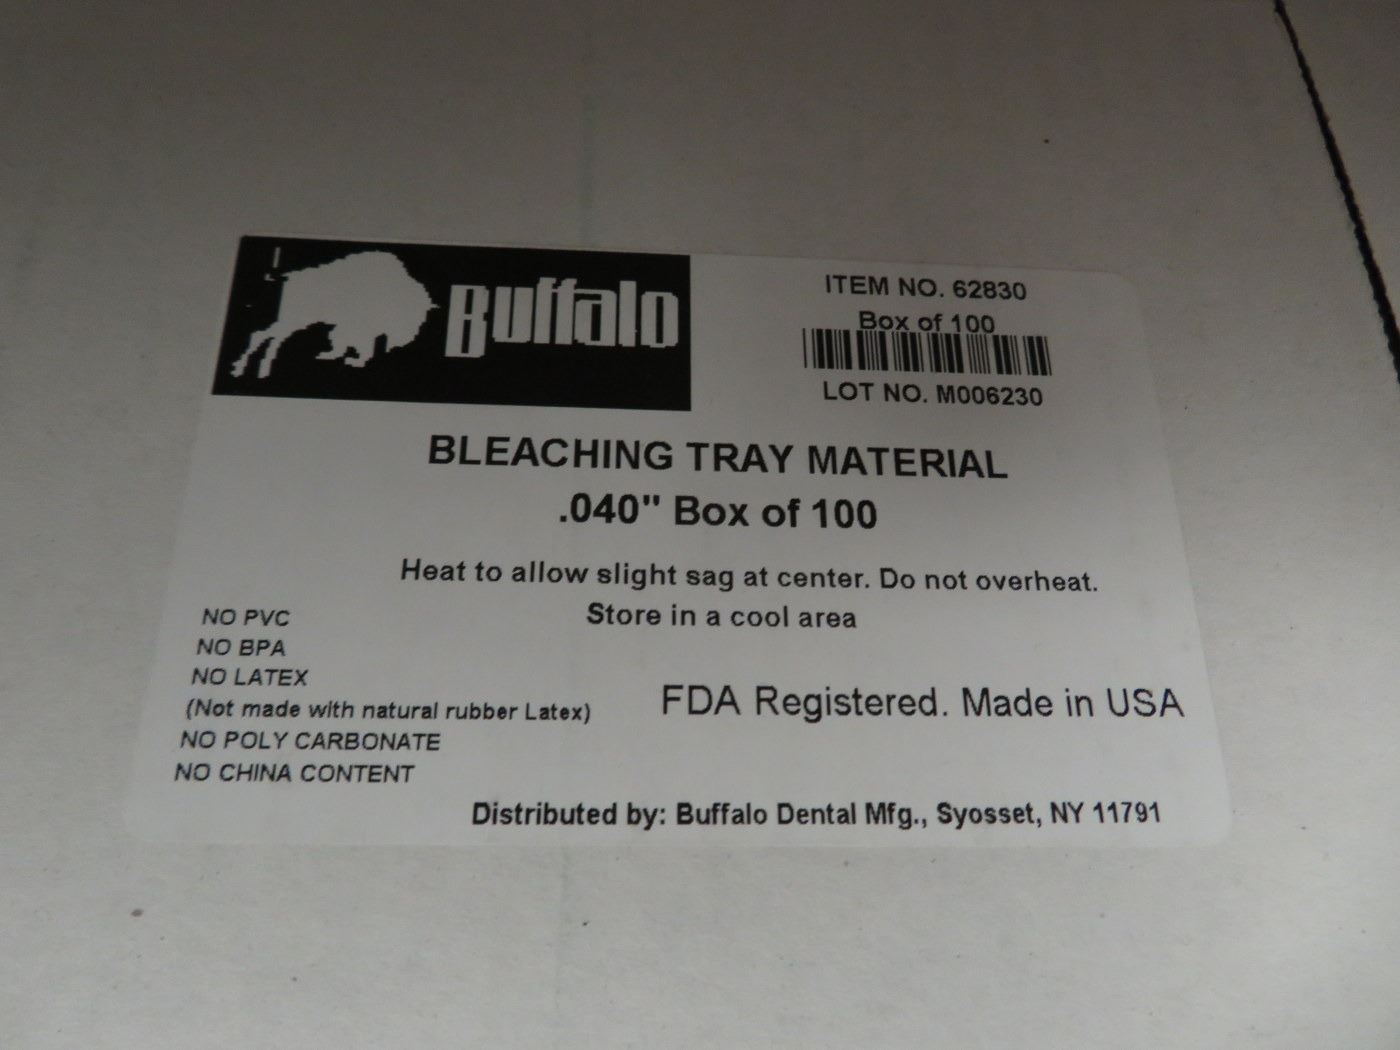 Buffalo
ITEM NO. 62830
Box of 100
LOT NO. M006230
BLEACHING TRAY MATERIAL
.040" Box of 100
Heat to allow slight sag at center. Do not overheat.
Store in a cool area
NO PVC
NO BPA
NO LATEX
(Not made with natural rubber Latex)
NO POLY CARBONATE
NO CHINA CONTENT
FDA Registered. Made in USA
Distributed by: Buffalo Dental Mfg., Syosset, NY 11791